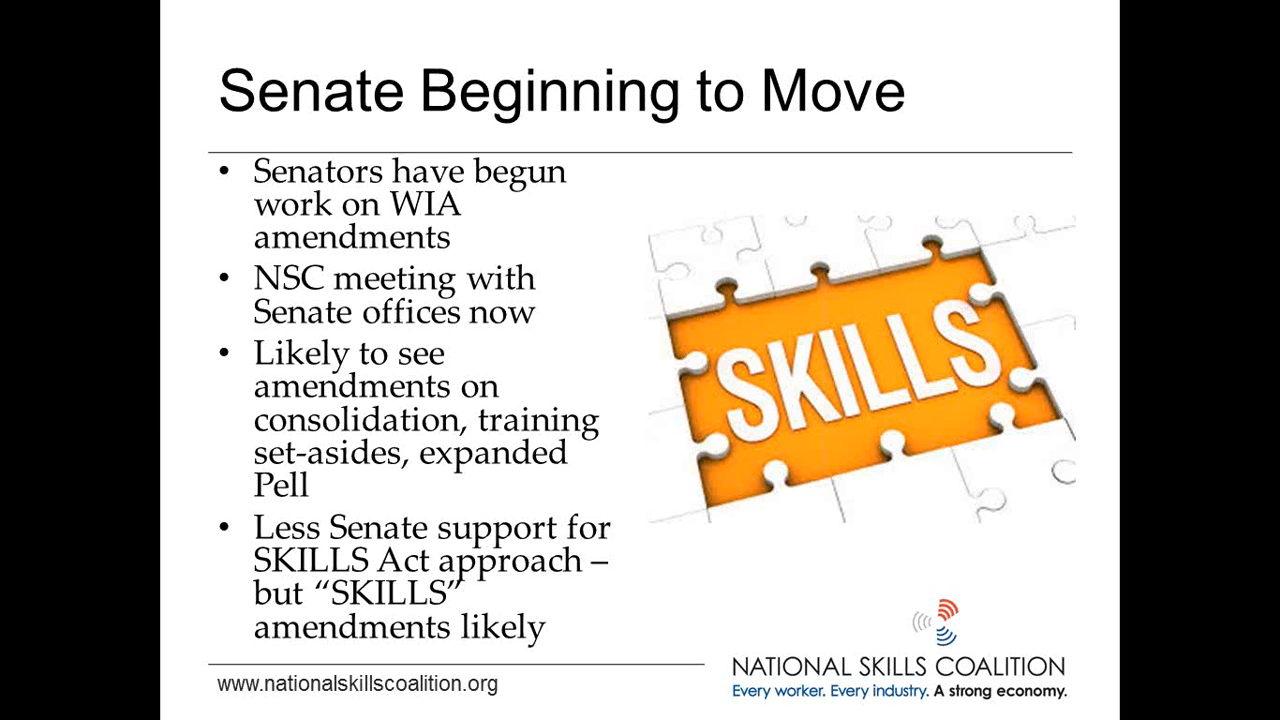 Senate Beginning to Move
• Senators have begun
work on WIA
amendments
• NSC meeting with
Senate offices now
• Likely to see
amendments on
consolidation, training
set-asides, expanded
Pell
• Less Senate support for
SKILLS Act approach –
but “SKILLS”
amendments likely
SKILLS
www.nationalskillscoalition.org
NATIONAL SKILLS COALITION
Every worker. Every industry. A strong economy.